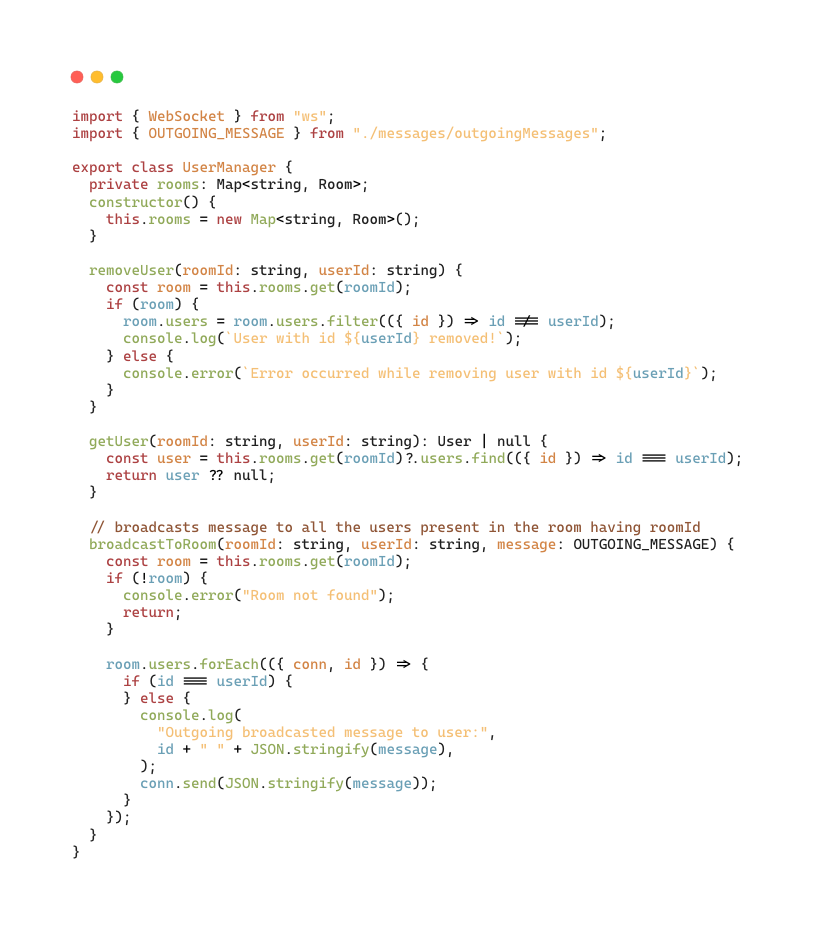 import { WebSocket } from "ws";
import { OUTGOING_MESSAGE } from "./messages/outgoingMessages";

export class UserManager {
  private rooms: Map<string, Room>;
  constructor() {
    this.rooms = new Map<string, Room>();
  }

  removeUser(roomId: string, userId: string) {
    const room = this.rooms.get(roomId);
    if (room) {
      room.users = room.users.filter(({ id }) => id !== userId);
      console.log(`User with id ${userId} removed!`);
    } else {
      console.error(`Error occurred while removing user with id ${userId}`);
    }
  }

  getUser(roomId: string, userId: string): User | null {
    const user = this.rooms.get(roomId)?.users.find(({ id }) => id === userId);
    return user ?? null;
  }

  // broadcasts message to all the users present in the room having roomId
  broadcastToRoom(roomId: string, userId: string, message: OUTGOING_MESSAGE) {
    const room = this.rooms.get(roomId);
    if (!room) {
      console.error("Room not found");
      return;
    }

    room.users.forEach(({ conn, id }) => {
      if (id === userId) {
      } else {
        console.log(
          "Outgoing broadcasted message to user:",
          id + " " + JSON.stringify(message),
        );
        conn.send(JSON.stringify(message));
      }
    });
  }
}